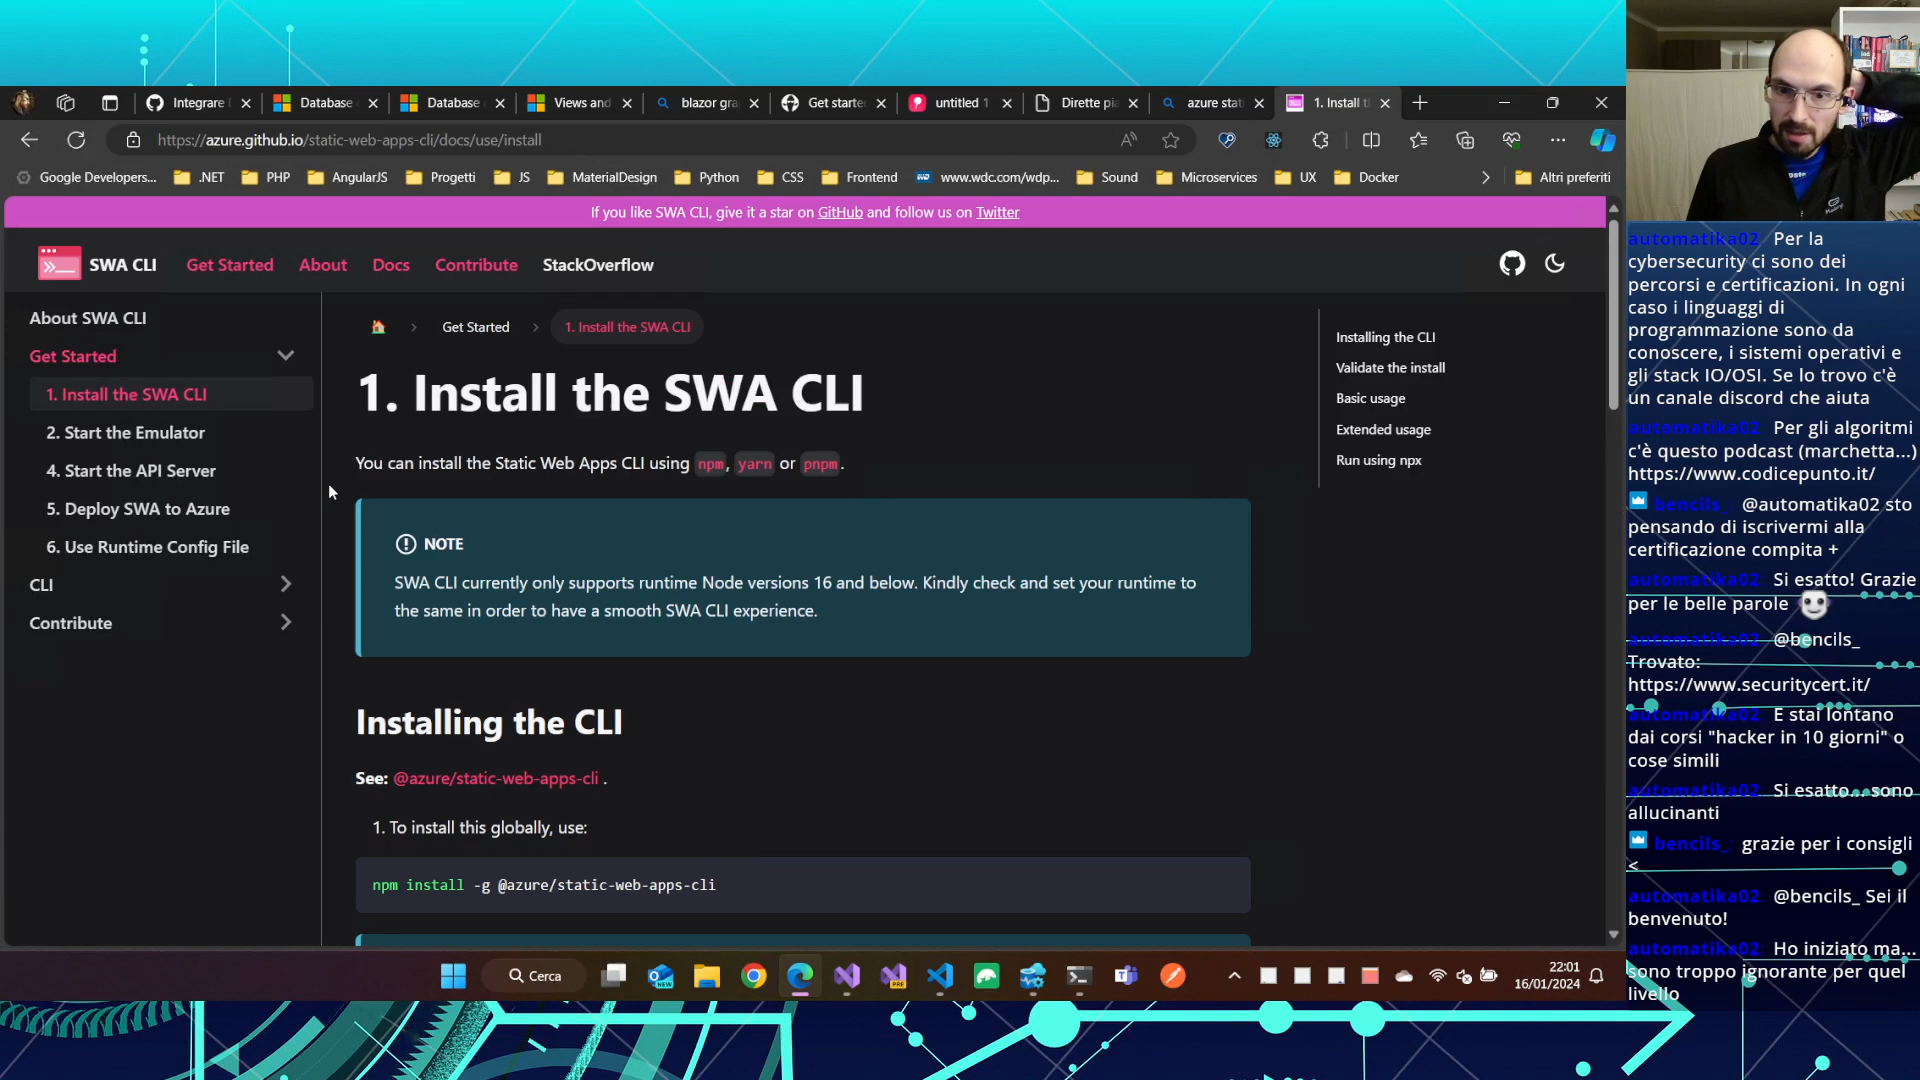 Integrare
Database
Database
Views and
blazor gra
Get starte
untitled 1
Dirette pia
azure stat
1. Install t
https://azure.github.io/static-web-apps-cli/docs/use/install
Google Developers...
.NET
PHP
AngularJS
Progetti
JS
MaterialDesign
Python
CSS
Frontend
www.wdc.com/wdp...
Sound
Microservices
UX
Docker
Altri preferiti
If you like SWA CLI, give it a star on GitHub and follow us on Twitter
SWA CLI
Get Started
About
Docs
Contribute
StackOverflow
About SWA CLI
Get Started
1. Install the SWA CLI
2. Start the Emulator
4. Start the API Server
5. Deploy SWA to Azure
6. Use Runtime Config File
CLI
Contribute
Get Started
1. Install the SWA CLI
1. Install the SWA CLI
You can install the Static Web Apps CLI using npm, yarn or pnpm.
NOTE
SWA CLI currently only supports runtime Node versions 16 and below. Kindly check and set your runtime to
the same in order to have a smooth SWA CLI experience.
Installing the CLI
See: @azure/static-web-apps-cli .
1. To install this globally, use:
npm install -g @azure/static-web-apps-cli
Installing the CLI
Validate the install
Basic usage
Extended usage
Run using npx
Cerca
22:01
16/01/2024
automatika02 Per la
cybersecurity ci sono dei
percorsi e certificazioni. In ogni
caso i linguaggi di
programmazione sono da
conoscere, i sistemi operativi e
gli stack IO/OSI. Se lo trovo c'è
un canale discord che aiuta
automatika02 Per gli algoritmi
c'è questo podcast (marchetta...)
https://www.codicepunto.it/
bencils_: @automatika02 sto
pensando di iscrivermi alla
certificazione compita +
automatika02 Si esatto! Grazie
per le belle parole
automatika02 @bencils_
Trovato:
https://www.securitycert.it/
automatika02 E stai lontano
dai corsi "hacker in 10 giorni" o
cose simili
automatika02 Si esatto... sono
allucinanti
bencils_: grazie per i consigli
<
automatika02 @bencils_ Sei il
benvenuto!
automatika02 Ho iniziato ma...
sono troppo ignorante per quel
livello